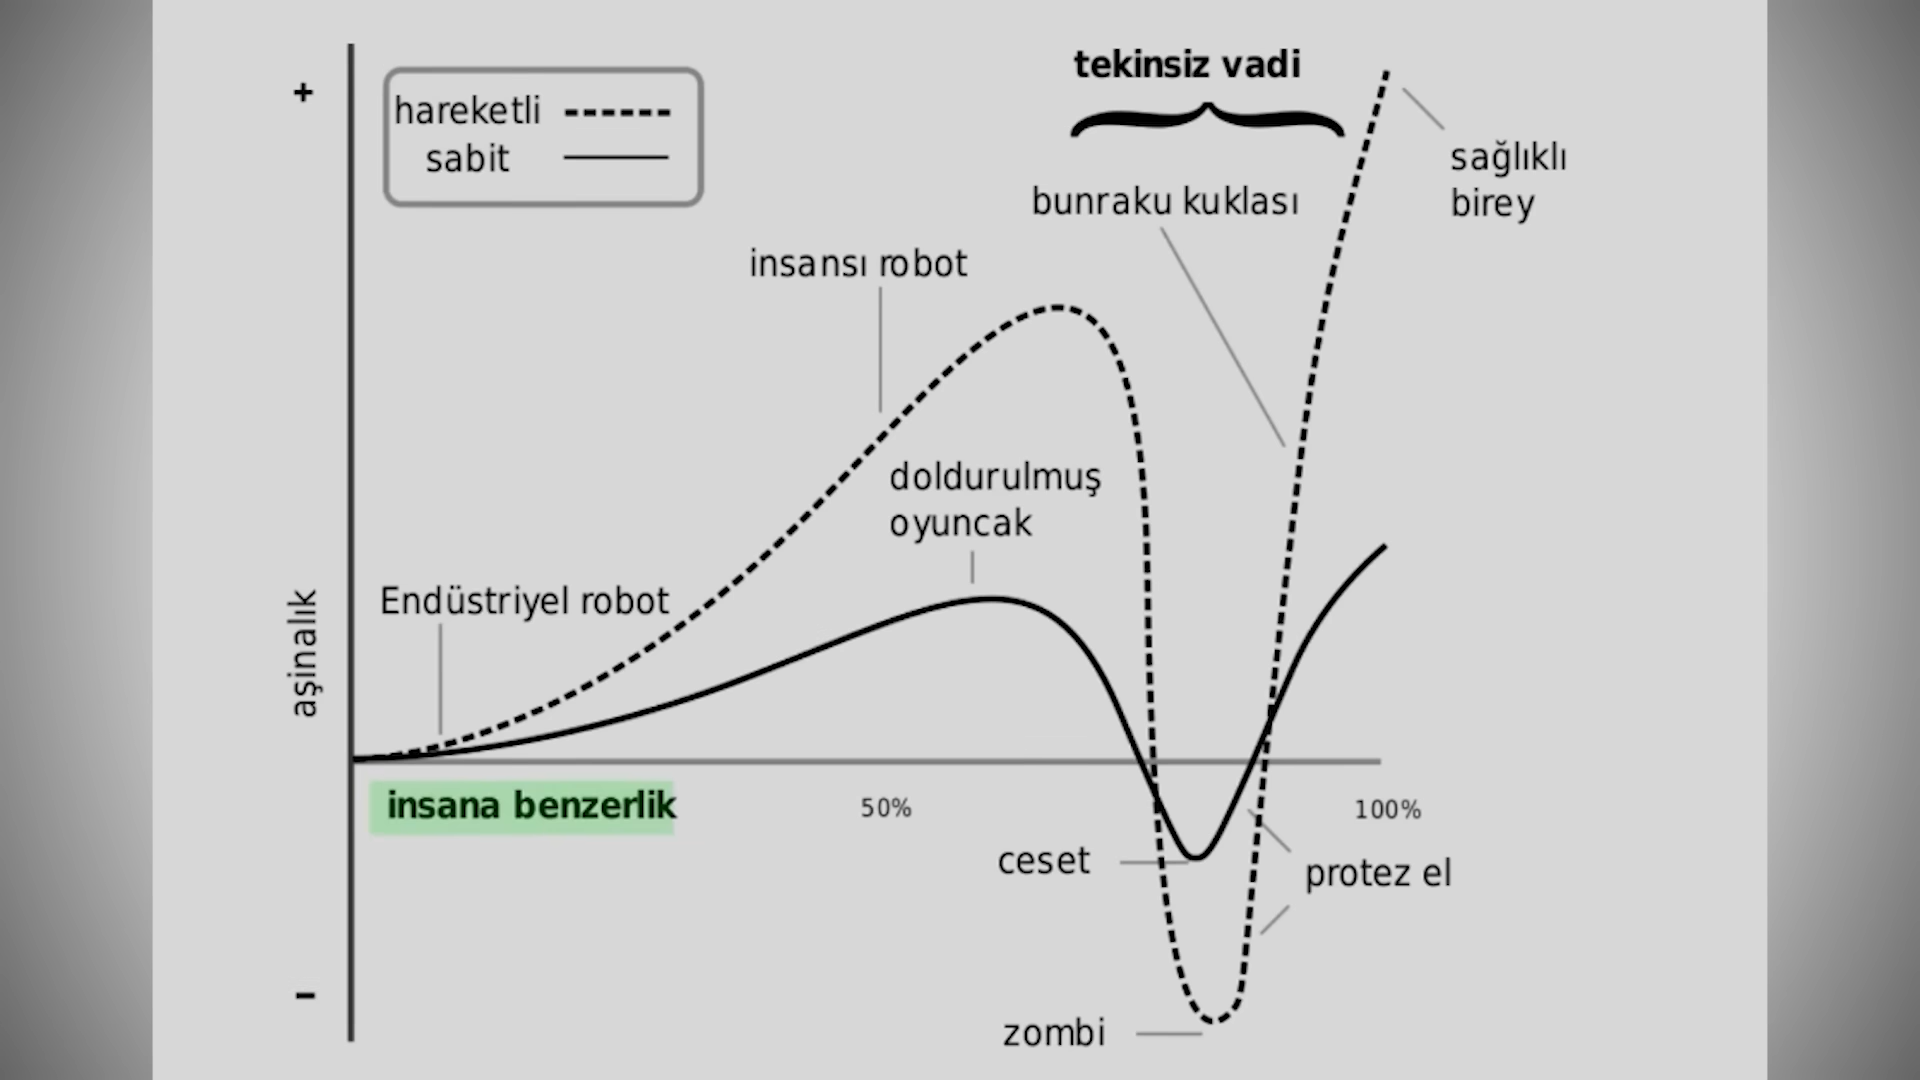 +
hareketli
sabit
tekinsiz vadi
sağlıklı
birey
bunraku kuklası
insansı robot
doldurulmuş
oyuncak
Endüstriyel robot
aşinalık
insana benzerlik
50%
100%
ceset
protez el
-
zombi